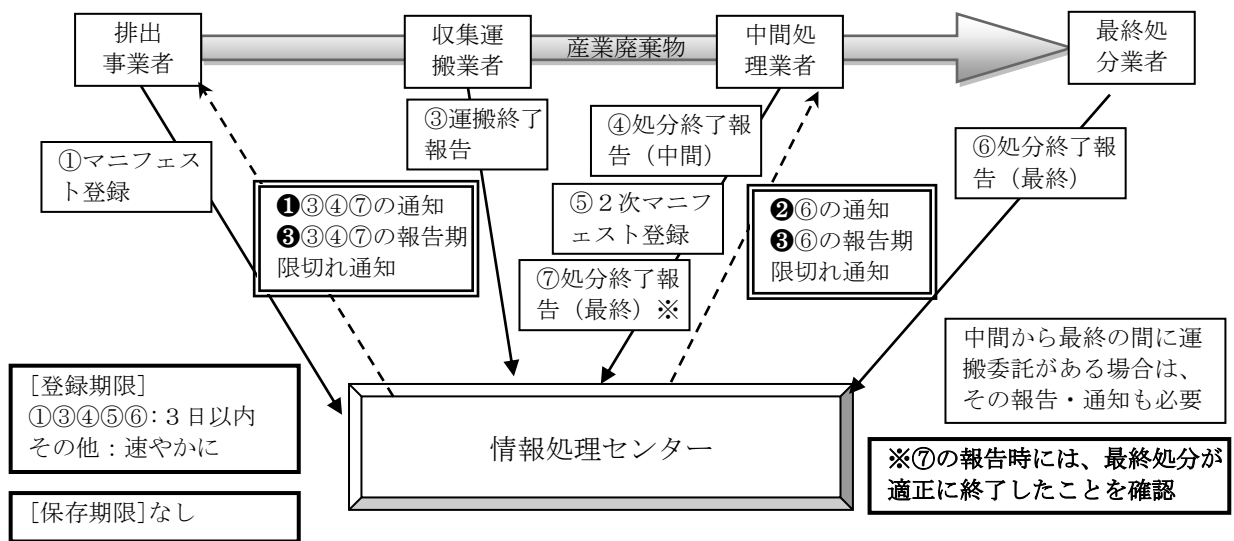 排出
事業者
収集運
搬業者
産業廃棄物
中間処
理業者
最終処
分業者
①マニフェス
ト登録
③運搬終了
報告
④処分終了報
告（中間）
⑥処分終了報
告（最終）
❶③④⑦の通知
❸③④⑦の報告期
限切れ通知
⑤２次マニフ
ェスト登録
❷⑥の通知
❸⑥の報告期
限切れ通知
⑦処分終了報
告（最終）※
中間から最終の間に運
搬委託がある場合は、
その報告・通知も必要
[登録期限]
①③④⑤⑥：３日以内
その他：速やかに
情報処理センター
※⑦の報告時には、最終処分が
適正に終了したことを確認
[保存期限]なし